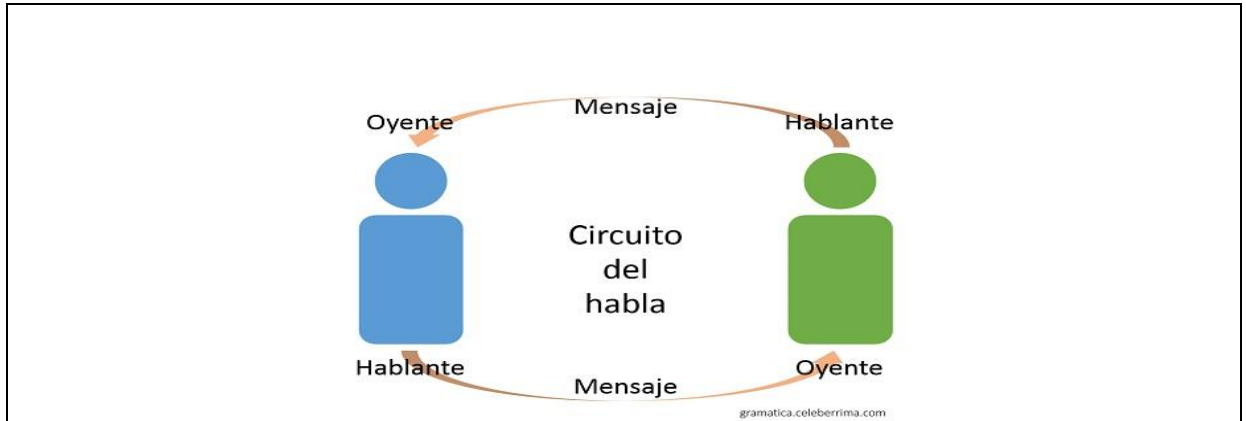 Mensaje
Oyente
Hablante
Circuito
del
habla
Hablante
Oyente
Mensaje
gramatica.celeberrima.com